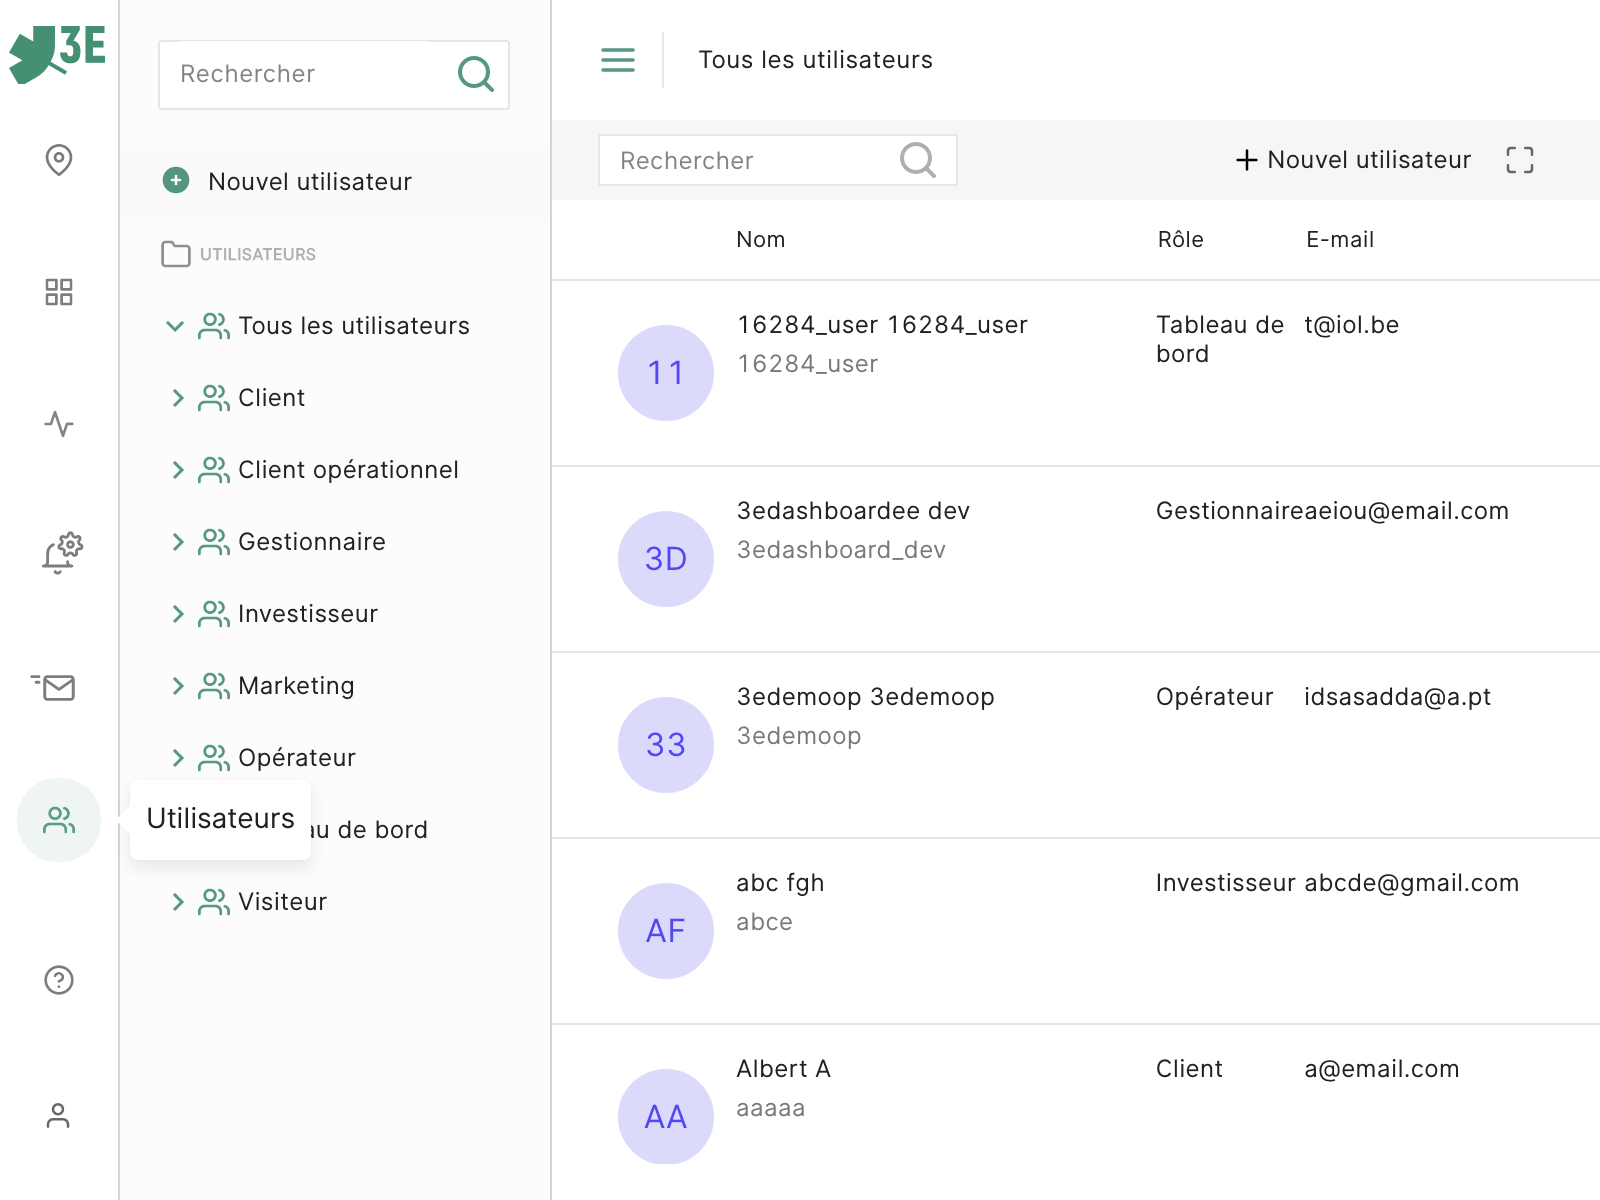 3E
Rechercher
Nouvel utilisateur
UTILISATEURS
Tous les utilisateurs
Client
Client opérationnel
Gestionnaire
Investisseur
Marketing
Opérateur
Utilisateurs
de bord
Visiteur
Tous les utilisateurs
Rechercher
Nouvel utilisateur
Nom Rôle E-mail
11
16284_user 16284_user
16284_user
Tableau de
bord
t@iol.be
3D
3edashboardee dev
3edashboard_dev
Gestionnaire
aeiou@email.com
33
3edemoop 3edemoop
3edemoop
Opérateur
idsasadda@a.pt
AF
abc fgh
abce
Investisseur
abcde@gmail.com
AA
Albert A
aaaaa
Client
a@email.com